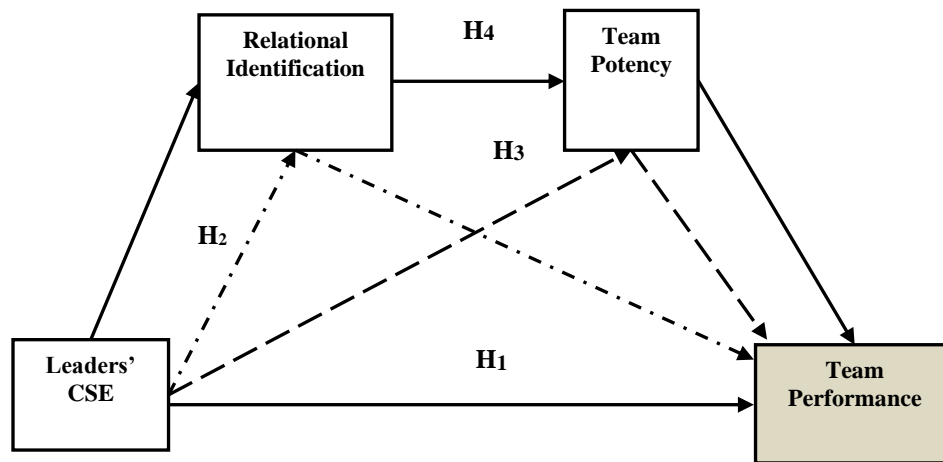 H4
Relational
Identification
Team
Potency
H3
H2
Leaders’
CSE
H1
Team
Performance